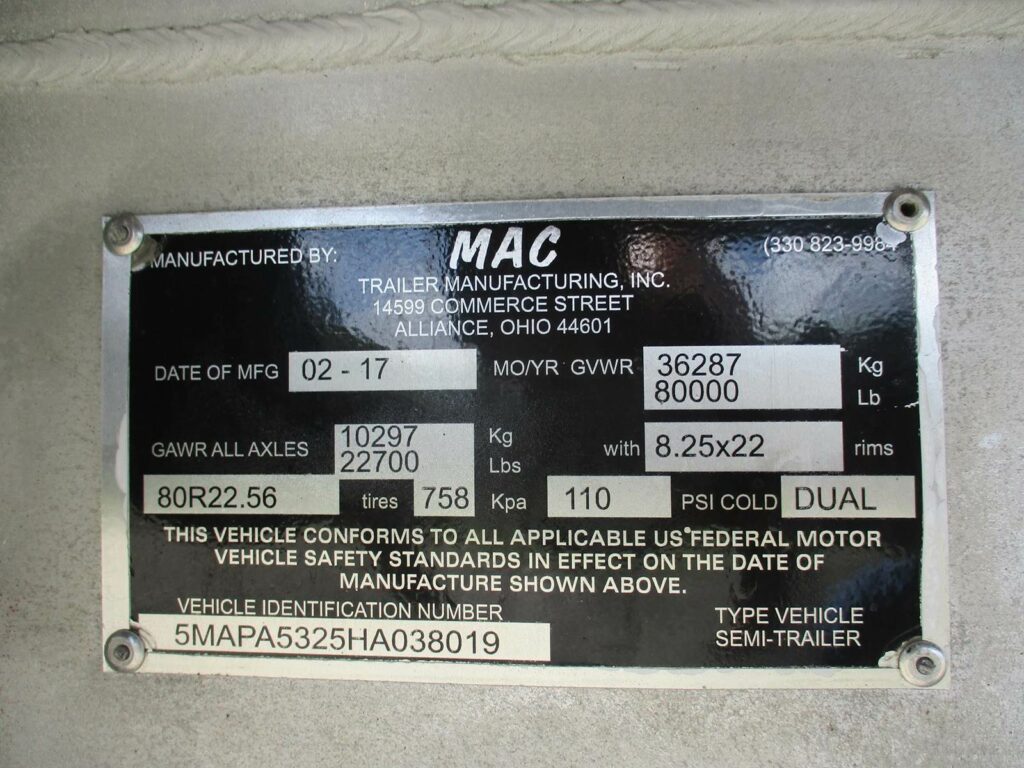 MANUFACTURED BY: MAC (330 823-9984
TRAILER MANUFACTURING, INC.
14599 COMMERCE STREET
ALLIANCE, OHIO 44601
DATE OF MFG 02 - 17 MO/YR GVWR 36287 Kg
80000 Lb
GAWR ALL AXLES 10297 Kg
22700 Lbs
with 8.25x22 rims
80R22.56 tires 758 Kpa 110 PSI COLD DUAL
THIS VEHICLE CONFORMS TO ALL APPLICABLE US FEDERAL MOTOR
VEHICLE SAFETY STANDARDS IN EFFECT ON THE DATE OF
MANUFACTURE SHOWN ABOVE.
VEHICLE IDENTIFICATION NUMBER
5MAPA5325HA038019
TYPE VEHICLE
SEMI-TRAILER